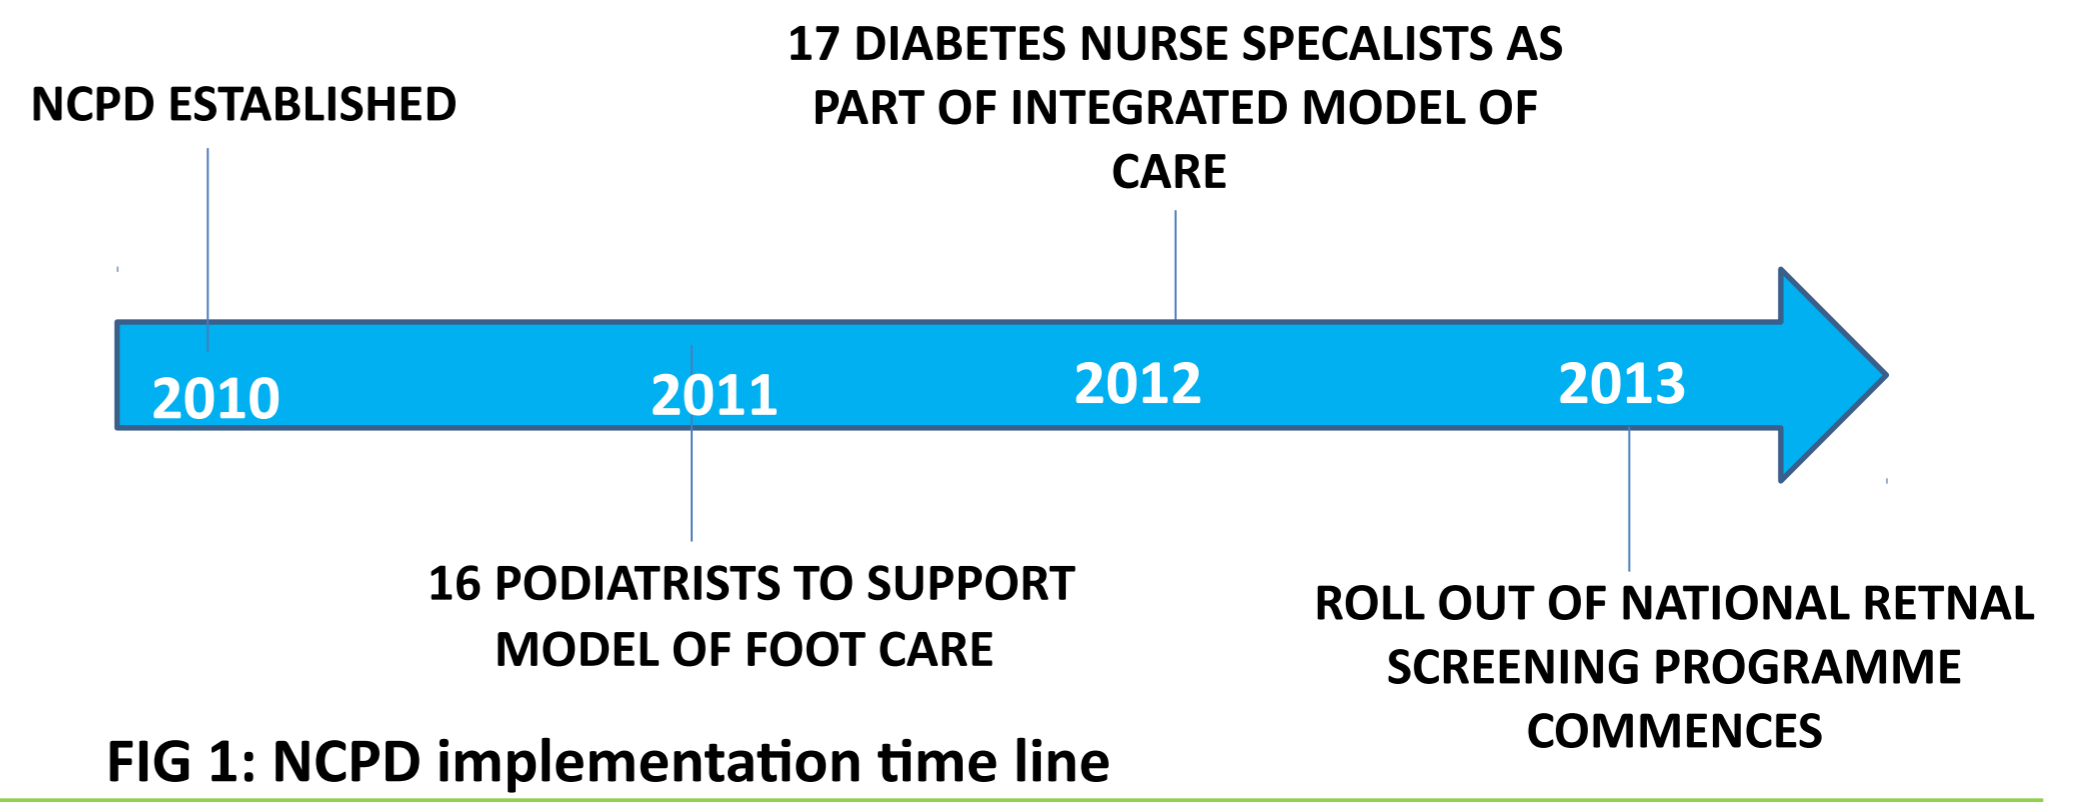 17 DIABETES NURSE SPECALISTS AS
PART OF INTEGRATED MODEL OF
CARE
NCPD ESTABLISHED
2010
2011
2012
2013
16 PODIATRISTS TO SUPPORT
MODEL OF FOOT CARE
ROLL OUT OF NATIONAL RETNAL
SCREENING PROGRAMME
COMMENCES
FIG 1: NCPD implementation time line